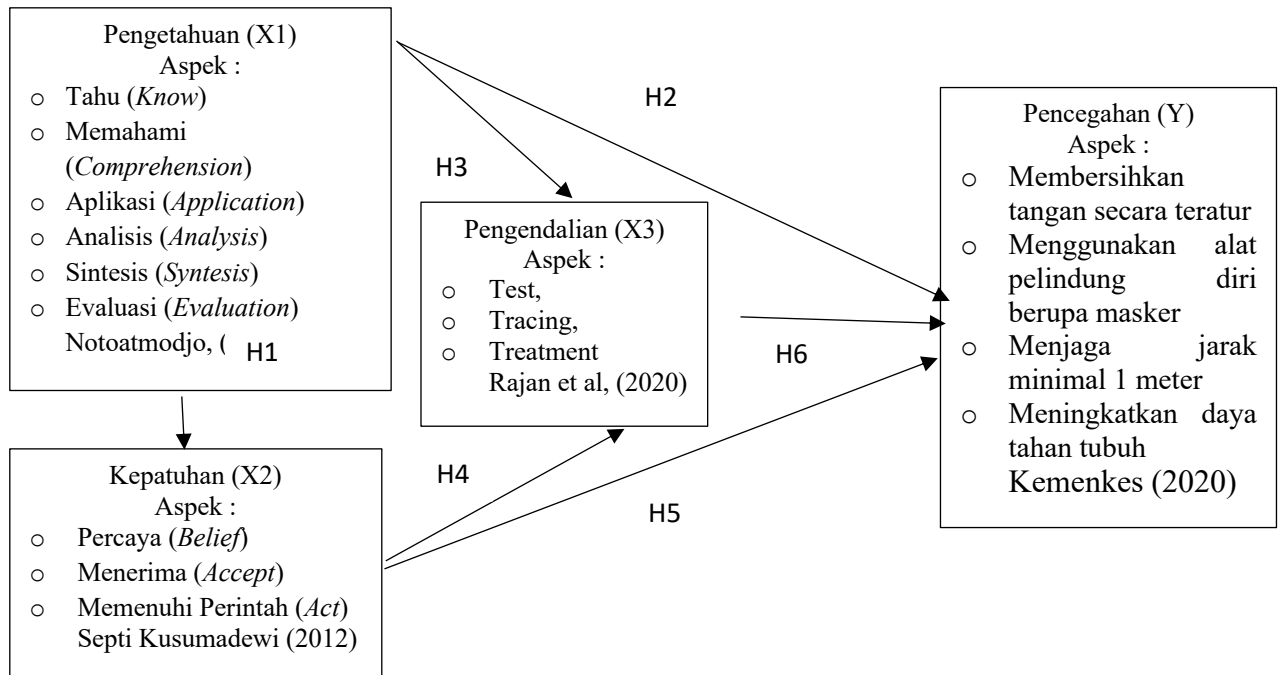 Pengetahuan (X1)
Aspek :
o Tahu (Know)
o Memahami
(Comprehension)
o Aplikasi (Application)
o Analisis (Analysis)
o Sintesis (Syntesis)
o Evaluasi (Evaluation)
Notoatmodjo, (
H1
H2
H3
Pengendalian (X3)
Aspek :
o Test,
o Tracing,
o Treatment
Rajan et al, (2020)
Pencegahan (Y)
Aspek :
o Membersihkan
tangan secara teratur
o Menggunakan alat
pelindung diri
berupa masker
o Menjaga jarak
minimal 1 meter
o Meningkatkan daya
tahan tubuh
Kemenkes (2020)
H6
Kepatuhan (X2)
Aspek :
o Percaya (Belief)
o Menerima (Accept)
o Memenuhi Perintah (Act)
Septi Kusumadewi (2012)
H4
H5